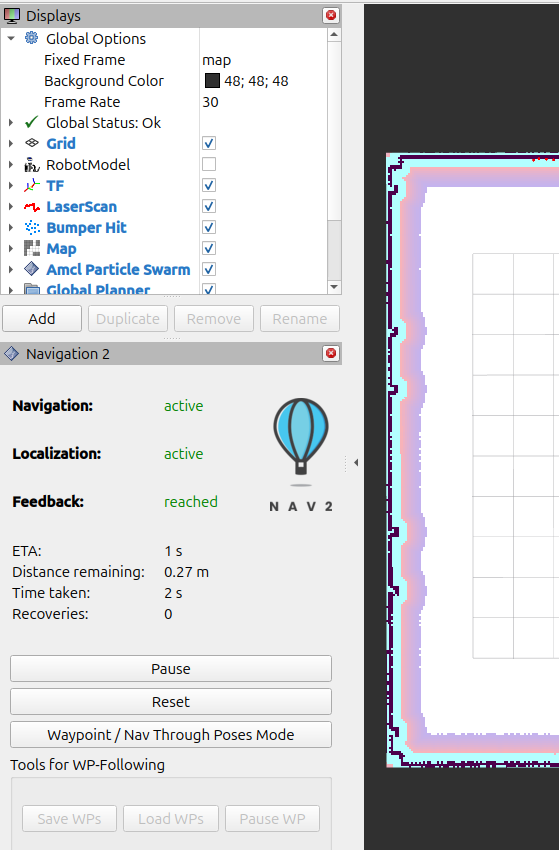 Displays
Global Options
Fixed Frame map
Background Color 48; 48; 48
Frame Rate 30
Global Status: Ok
Grid
RobotModel
TF
LaserScan
Bumper Hit
Map
Amcl Particle Swarm
Global Planner
Add Duplicate Remove Rename
Navigation 2
Navigation: active
Localization: active
Feedback: reached
NAV2
ETA: 1 s
Distance remaining: 0.27 m
Time taken: 2 s
Recoveries: 0
Pause
Reset
Waypoint / Nav Through Poses Mode
Tools for WP-Following
Save WPs Load WPs Pause WP